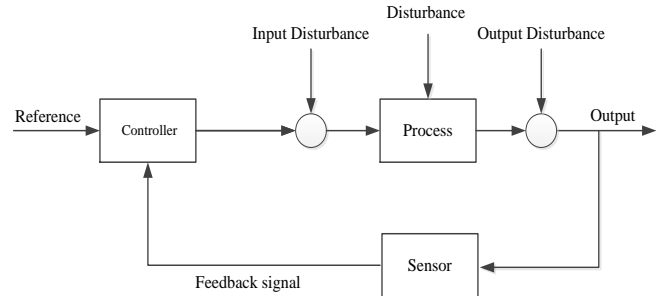 Disturbance
Input Disturbance
Output Disturbance
Reference
Controller
Process
Output
Sensor
Feedback signal